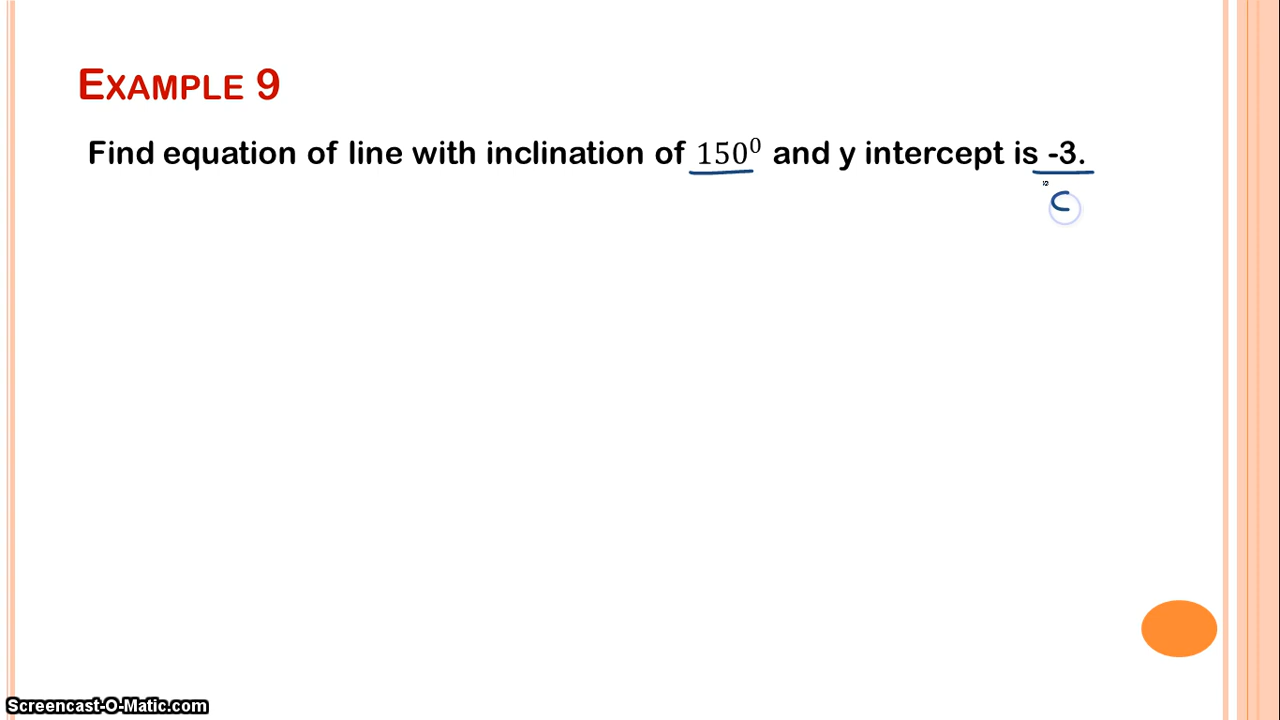 EXAMPLE 9
Find equation of line with inclination of 150⁰ and y intercept is -3.
c
Screencast-O-Matic.com